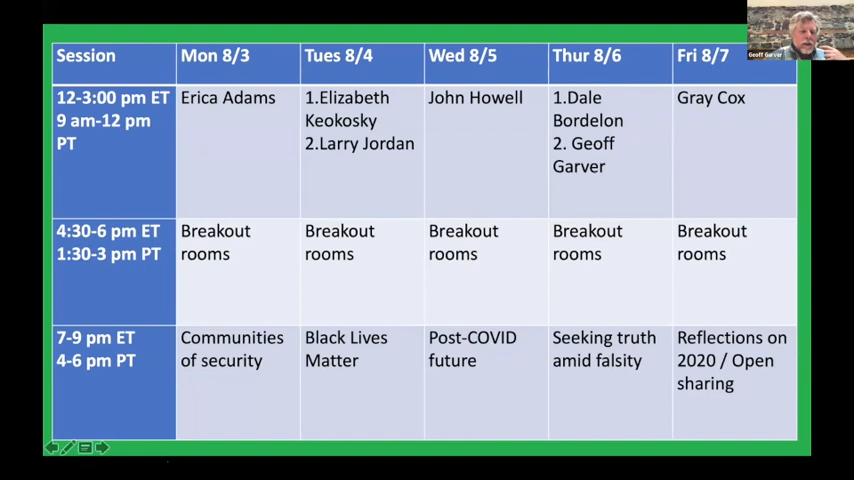 Session
Mon 8/3
Tues 8/4
Wed 8/5
Thur 8/6
Fri 8/7
Geoff Garver
12-3:00 pm ET
9 am-12 pm
PT
Erica Adams
1.Elizabeth
Keokosky
2.Larry Jordan
John Howell
1.Dale
Bordelon
2. Geoff
Garver
Gray Cox
4:30-6 pm ET
1:30-3 pm PT
Breakout
rooms
Breakout
rooms
Breakout
rooms
Breakout
rooms
Breakout
rooms
7-9 pm ET
4-6 pm PT
Communities
of security
Black Lives
Matter
Post-COVID
future
Seeking truth
amid falsity
Reflections on
2020 / Open
sharing